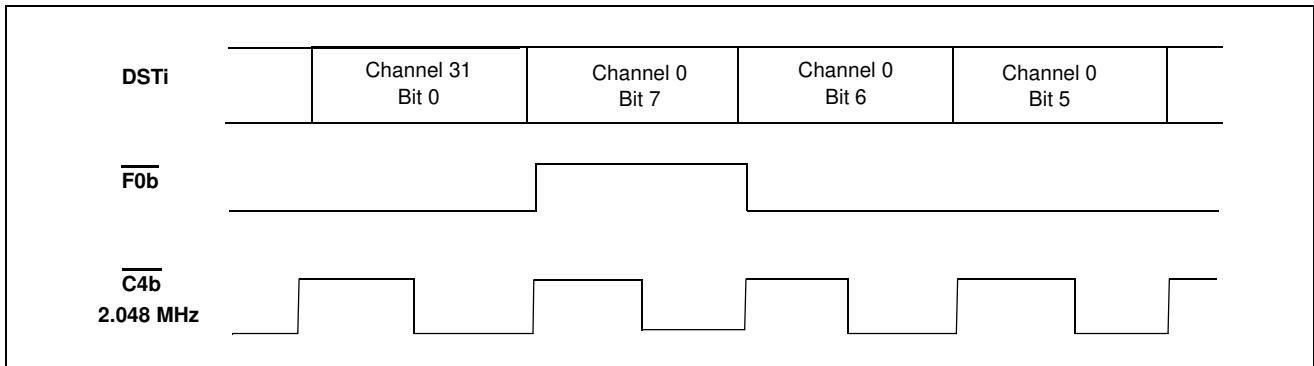 DSTi
Channel 31
Bit 0
Channel 0
Bit 7
Channel 0
Bit 6
Channel 0
Bit 5
F0b
C4b
2.048 MHz